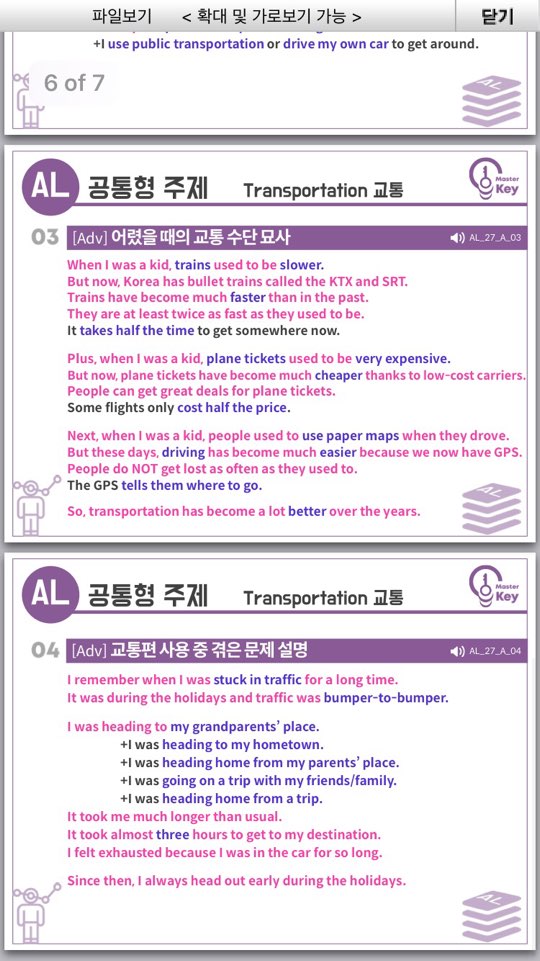 파일보기 < 확대 및 가로보기 가능 > 닫기
+I use public transportation or drive my own car to get around.
6 of 7
AL
AL 공통형 주제 Transportation 교통
Master Key
03 [Adv] 어렸을 때의 교통 수단 묘사 AL_27_A_03
When I was a kid, trains used to be slower.
But now, Korea has bullet trains called the KTX and SRT.
Trains have become much faster than in the past.
They are at least twice as fast as they used to be.
It takes half the time to get somewhere now.
Plus, when I was a kid, plane tickets used to be very expensive.
But now, plane tickets have become much cheaper thanks to low-cost carriers.
People can get great deals for plane tickets.
Some flights only cost half the price.
Next, when I was a kid, people used to use paper maps when they drove.
But these days, driving has become much easier because we now have GPS.
People do NOT get lost as often as they used to.
The GPS tells them where to go.
So, transportation has become a lot better over the years.
AL
AL 공통형 주제 Transportation 교통
Master Key
04 [Adv] 교통편 사용 중 겪은 문제 설명 AL_27_A_04
I remember when I was stuck in traffic for a long time.
It was during the holidays and traffic was bumper-to-bumper.
I was heading to my grandparents' place.
+I was heading to my hometown.
+I was heading home from my parents' place.
+I was going on a trip with my friends/family.
+I was heading home from a trip.
It took me much longer than usual.
It took almost three hours to get to my destination.
I felt exhausted because I was in the car for so long.
Since then, I always head out early during the holidays.
AL